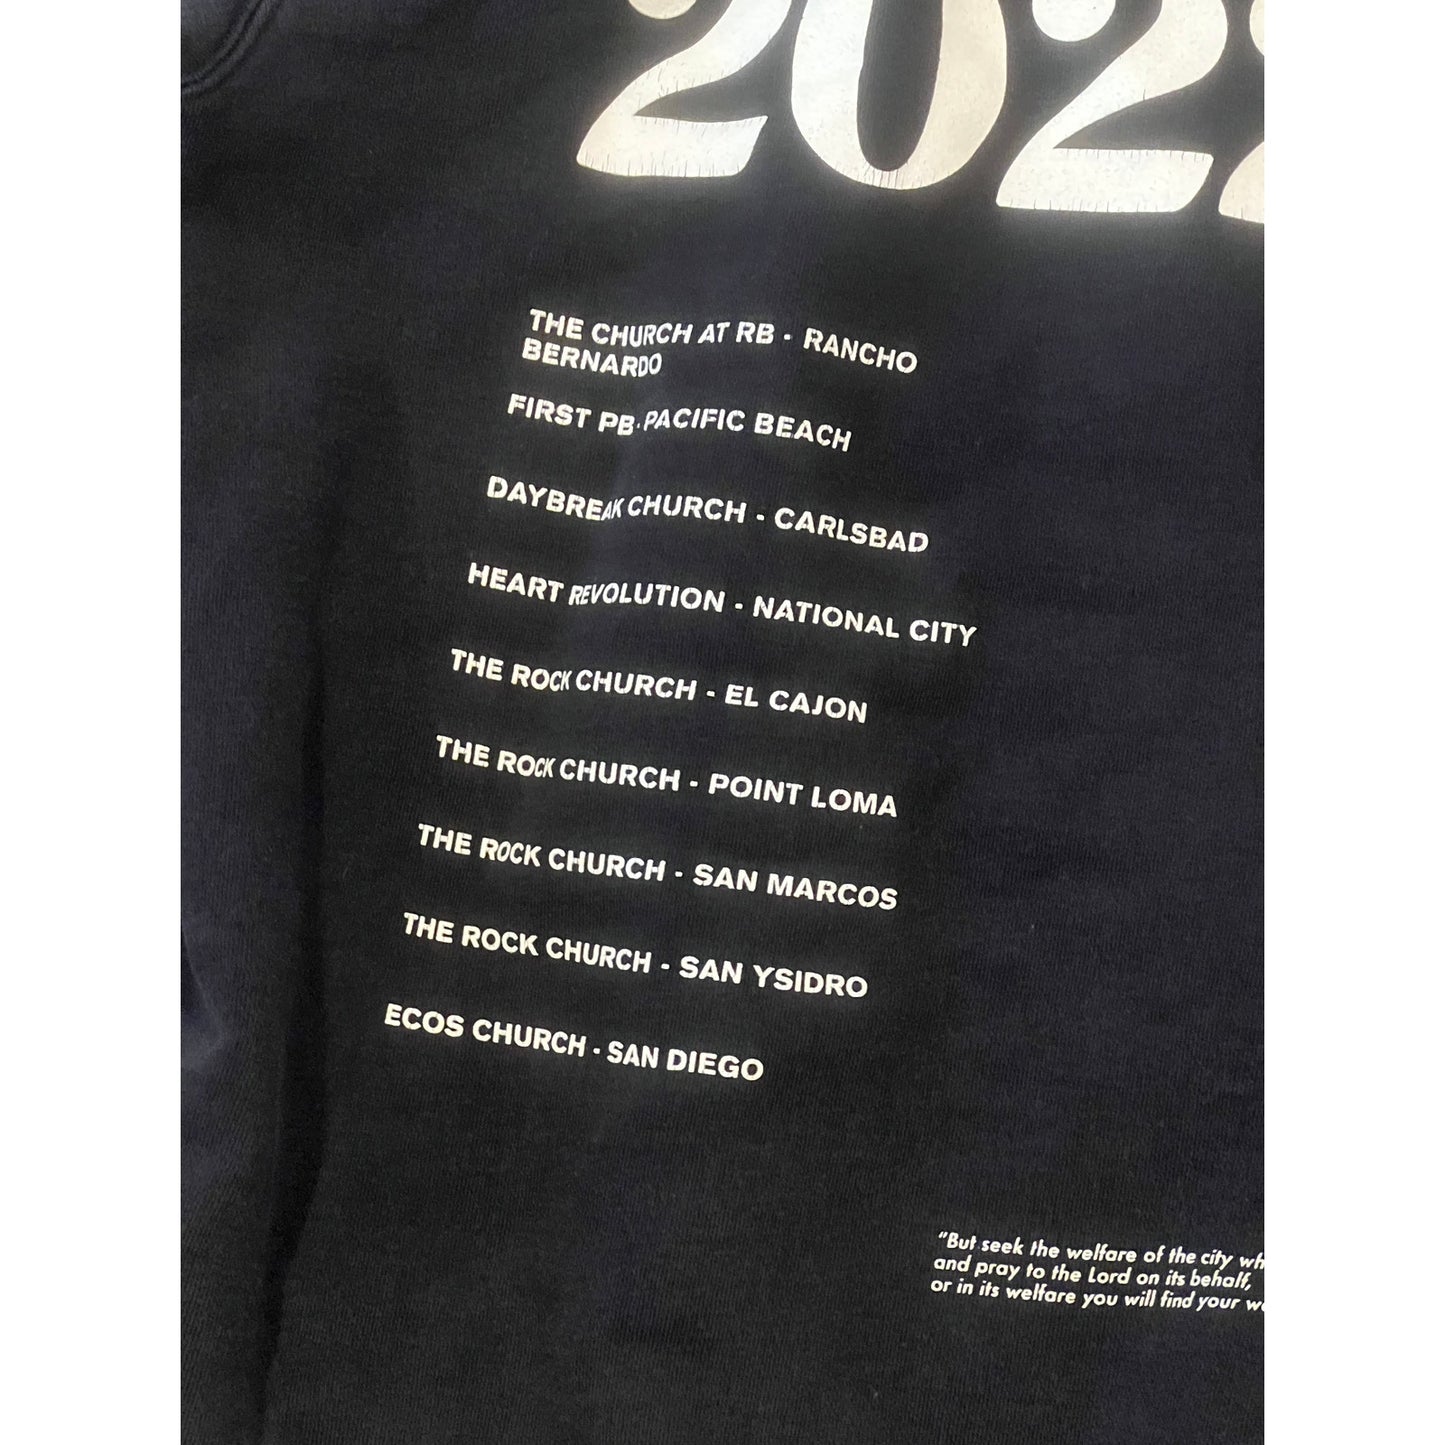 2022
THE CHURCH AT RB · RANCHO
BERNARDO
FIRST PB · PACIFIC BEACH
DAYBREAK CHURCH · CARLSBAD
HEART REVOLUTION · NATIONAL CITY
THE ROCK CHURCH · EL CAJON
THE ROCK CHURCH · POINT LOMA
THE ROCK CHURCH · SAN MARCOS
THE ROCK CHURCH · SAN YSIDRO
ECOS CHURCH · SAN DIEGO
"But seek the welfare of the city
and pray to the Lord on its behalf,
or in its welfare you will find your